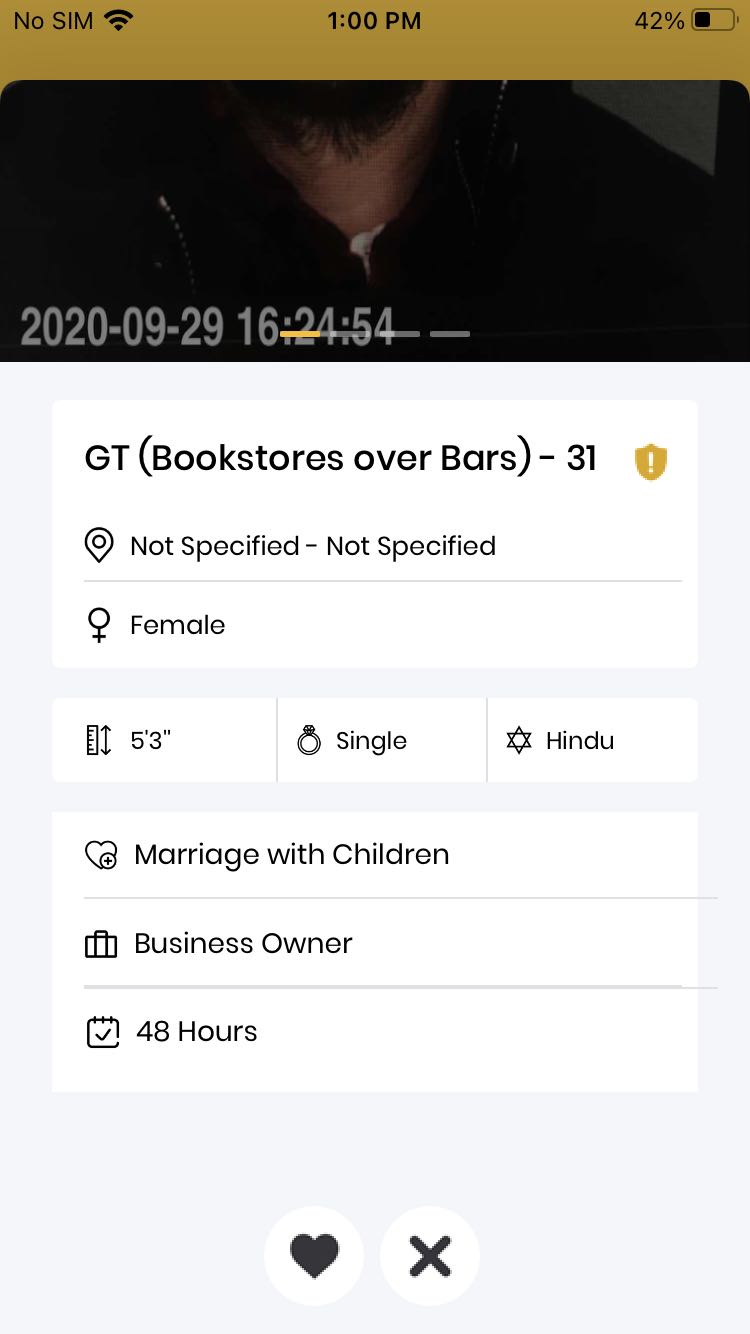 No SIM 1:00 PM 42%
2020-09-29 16:24:54
GT (Bookstores over Bars) - 31
Not Specified - Not Specified
Female
5'3" Single Hindu
Marriage with Children
Business Owner
48 Hours